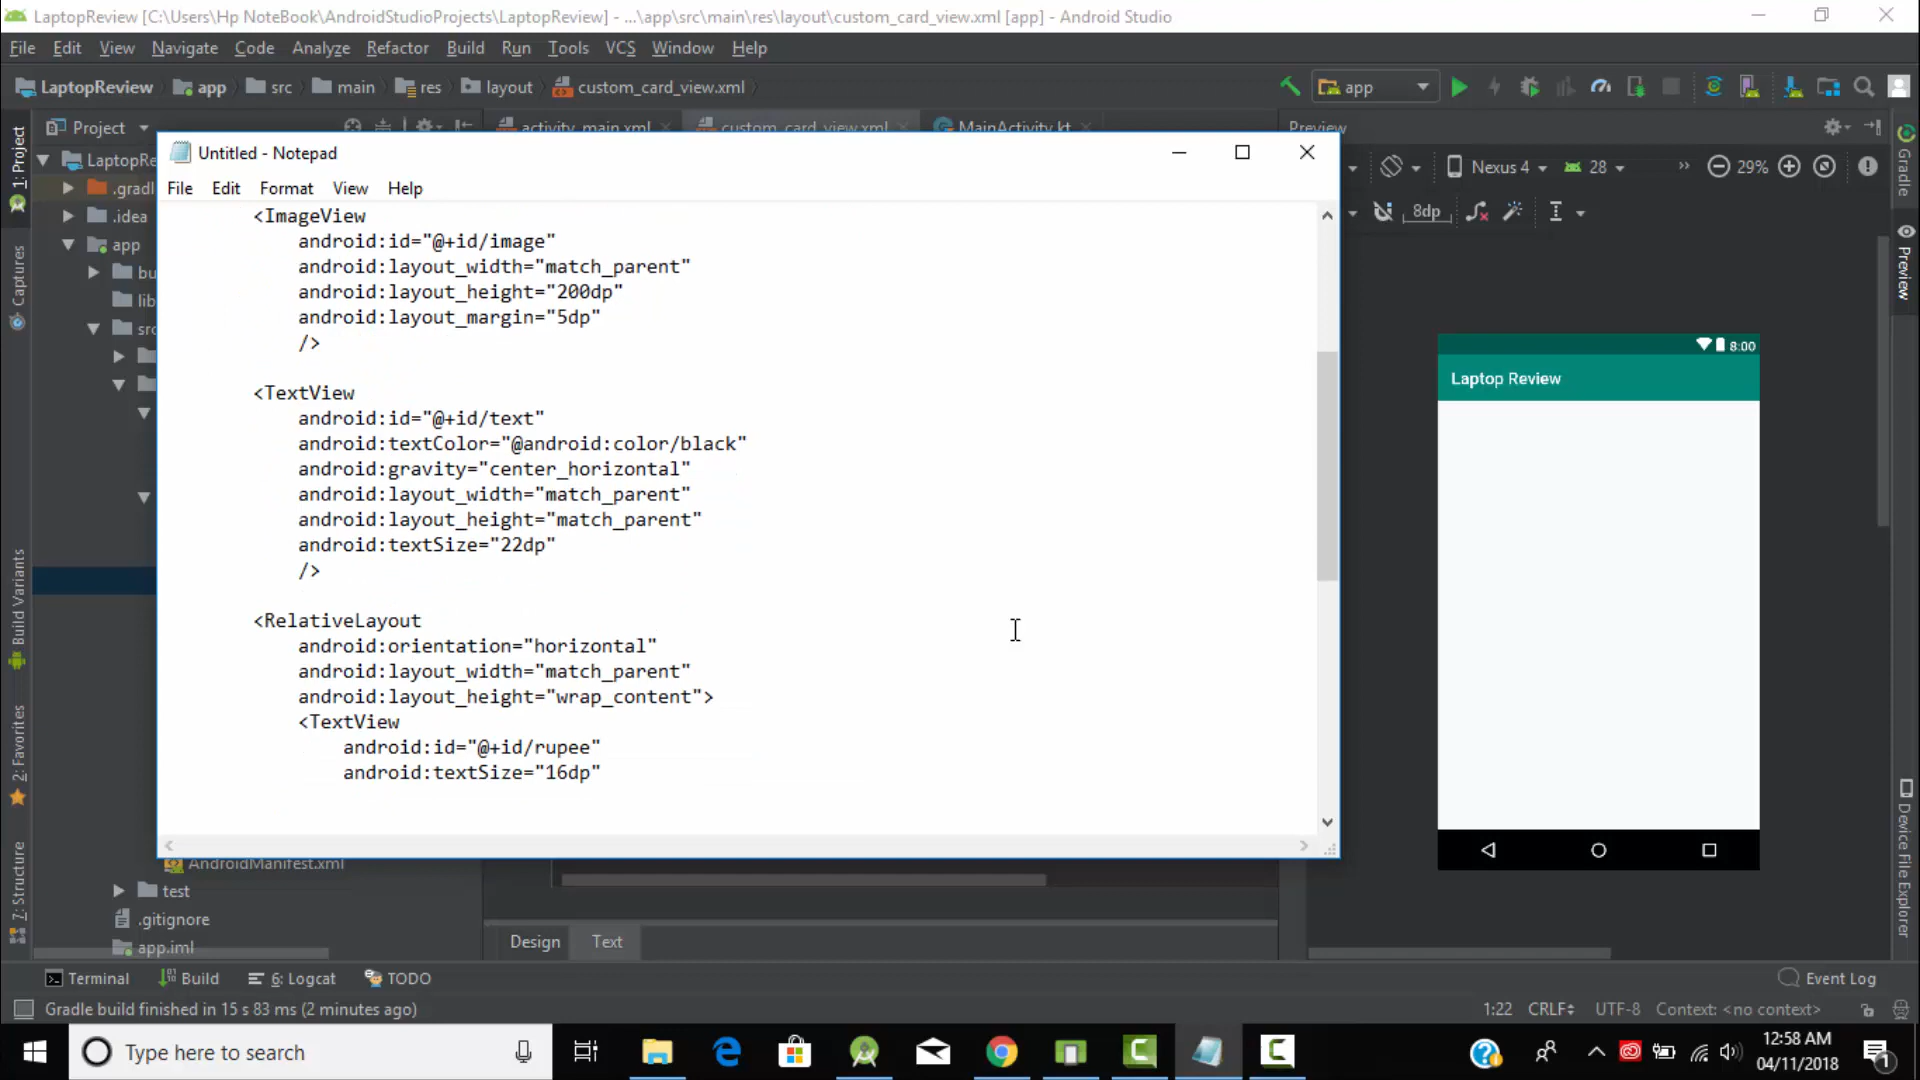 LaptopReview [C:\Users\Hp NoteBook\AndroidStudioProjects\LaptopReview] - ...\app\src\main\res\layout\custom_card_view.xml [app] - Android Studio
File Edit View Navigate Code Analyze Refactor Build Run Tools VCS Window Help
LaptopReview app src main res layout custom_card_view.xml app
Project activity_main.xml custom_card_view.xml MainActivity.kt Preview
Untitled - Notepad
File Edit Format View Help
<ImageView
android:id="@+id/image"
android:layout_width="match_parent"
android:layout_height="200dp"
android:layout_margin="5dp"
/>
<TextView
android:id="@+id/text"
android:textColor="@android:color/black"
android:gravity="center_horizontal"
android:layout_width="match_parent"
android:layout_height="match_parent"
android:textSize="22dp"
/>
<RelativeLayout
android:orientation="horizontal"
android:layout_width="match_parent"
android:layout_height="wrap_content">
<TextView
android:id="@+id/rupee"
android:textSize="16dp"
1: Project
Captures
Build Variants
2: Favorites
7: Structure
LaptopRe
.gradl
.idea
app
bu
lib
src
AndroidManifest.xml
test
.gitignore
app.iml
Nexus 4 28 29%
8dp
8:00
Laptop Review
Gradle
Preview
Device File Explorer
Design Text
Terminal Build 6: Logcat TODO Event Log
Gradle build finished in 15 s 83 ms (2 minutes ago) 1:22 CRLF UTF-8 Context: <no context>
Type here to search
12:58 AM
04/11/2018
1